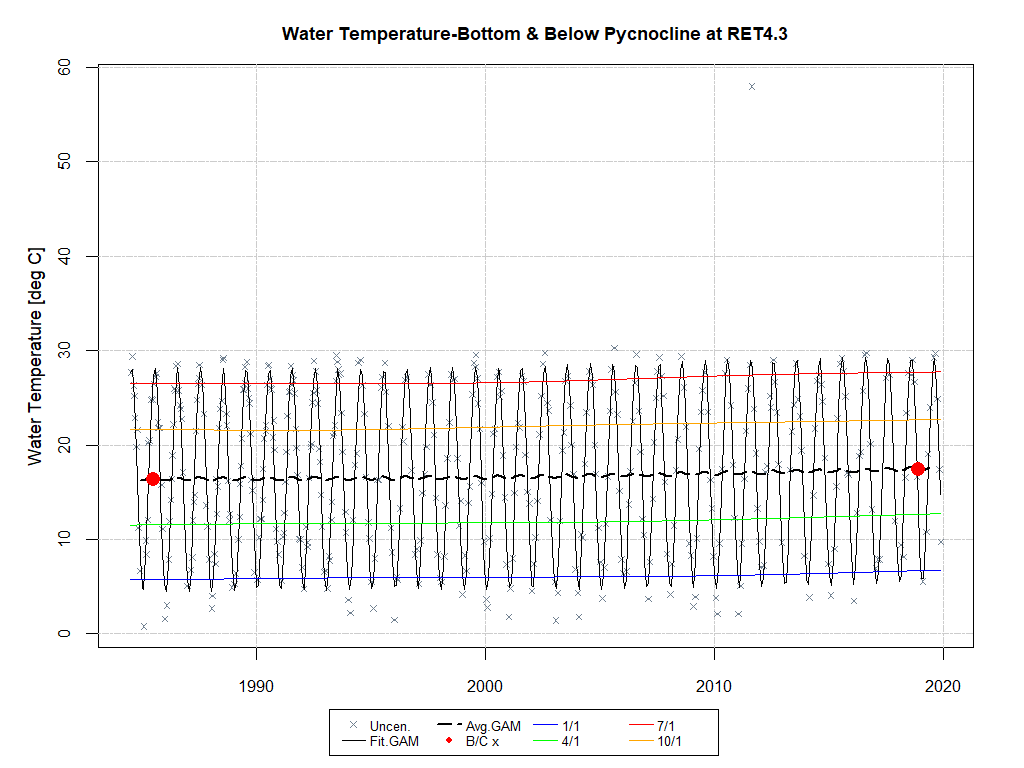 Water Temperature-Bottom & Below Pycnocline at RET4.3
Water Temperature [deg C]
60
50
40
30
20
10
0
1990 2000 2010 2020
Uncen. Avg.GAM 1/1 7/1
Fit.GAM B/C x 4/1 10/1